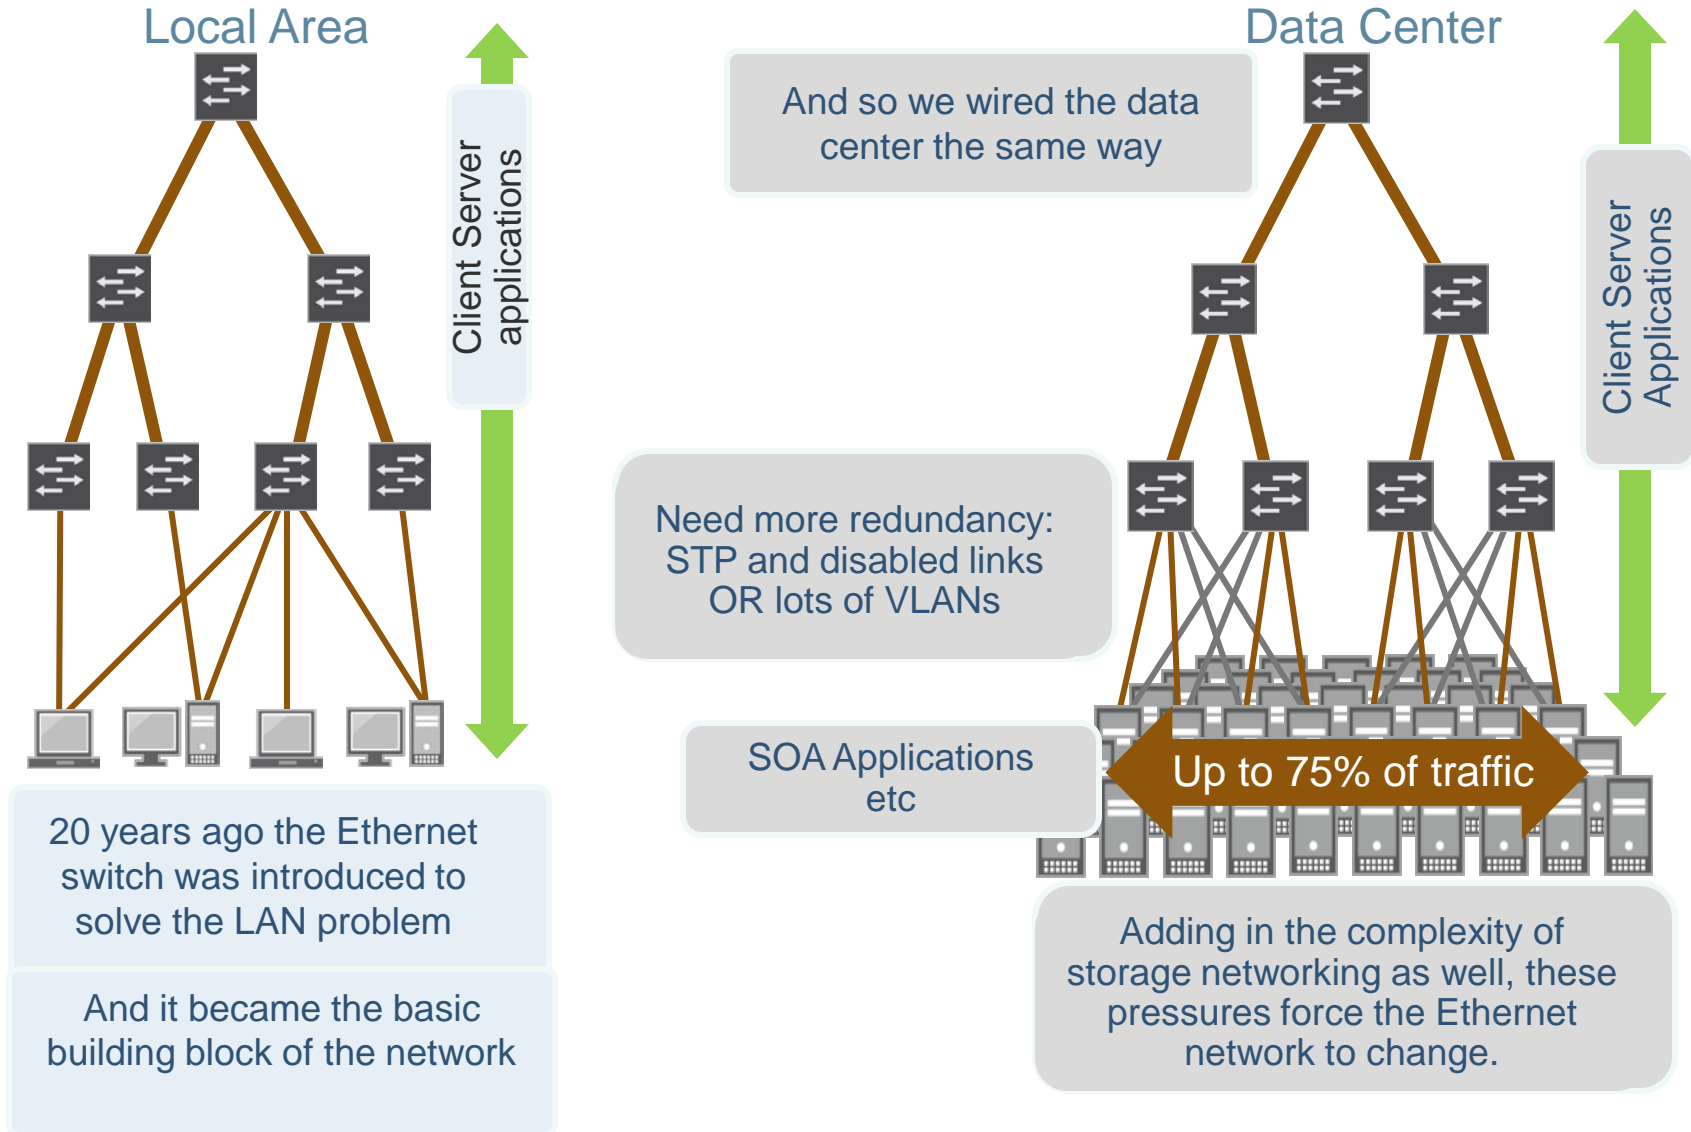 Local Area
Client Server
applications
20 years ago the Ethernet
switch was introduced to
solve the LAN problem
And it became the basic
building block of the network
Data Center
And so we wired the data
center the same way
Client Server
Applications
Need more redundancy:
STP and disabled links
OR lots of VLANs
SOA Applications
etc
Up to 75% of traffic
Adding in the complexity of
storage networking as well, these
pressures force the Ethernet
network to change.